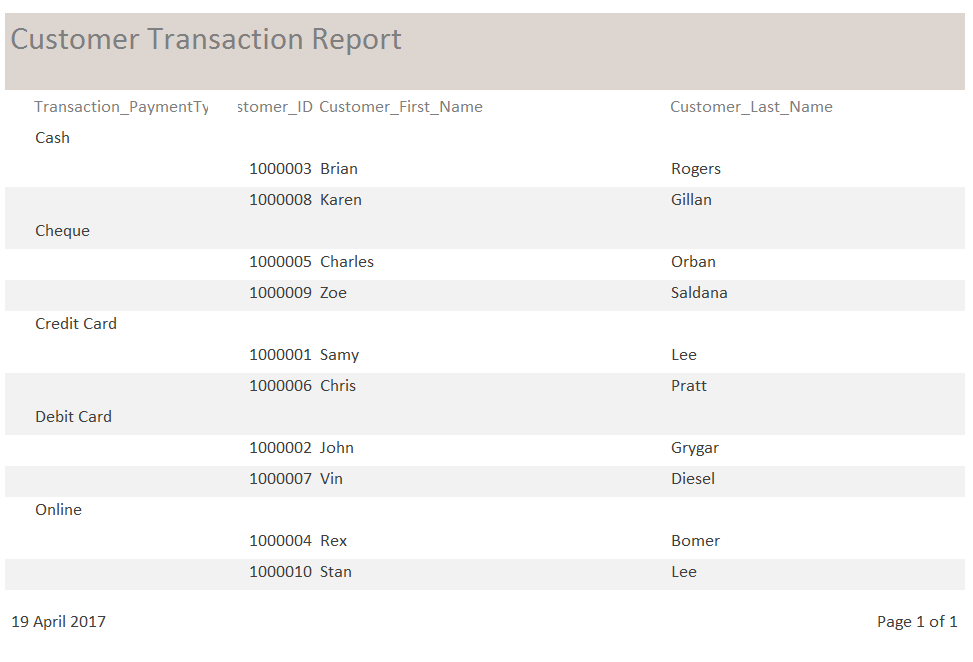 Customer Transaction Report
Transaction_PaymentTy stomer_ID Customer_First_Name Customer_Last_Name
Cash
1000003 Brian Rogers
1000008 Karen Gillan
Cheque
1000005 Charles Orban
1000009 Zoe Saldana
Credit Card
1000001 Samy Lee
1000006 Chris Pratt
Debit Card
1000002 John Grygar
1000007 Vin Diesel
Online
1000004 Rex Bomer
1000010 Stan Lee
19 April 2017 Page 1 of 1